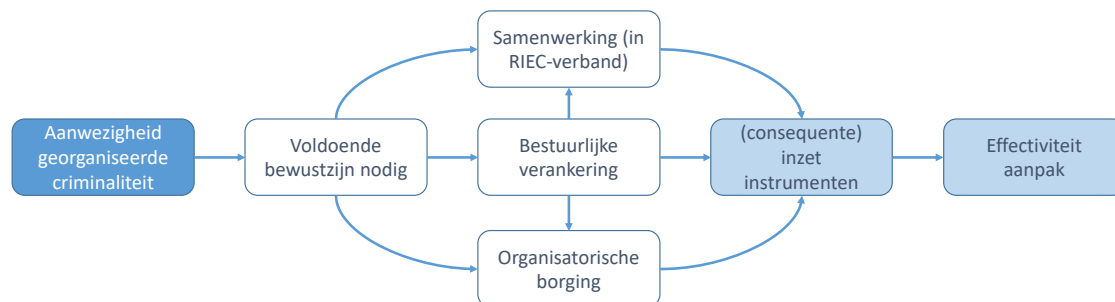 Samenwerking (in
RIEC-verband)
Aanwezigheid
georganiseerde
criminaliteit
Voldoende
bewustzijn nodig
Bestuurlijke
verankering
(consequente)
inzet
instrumenten
Effectiviteit
aanpak
Organisatorische
borging